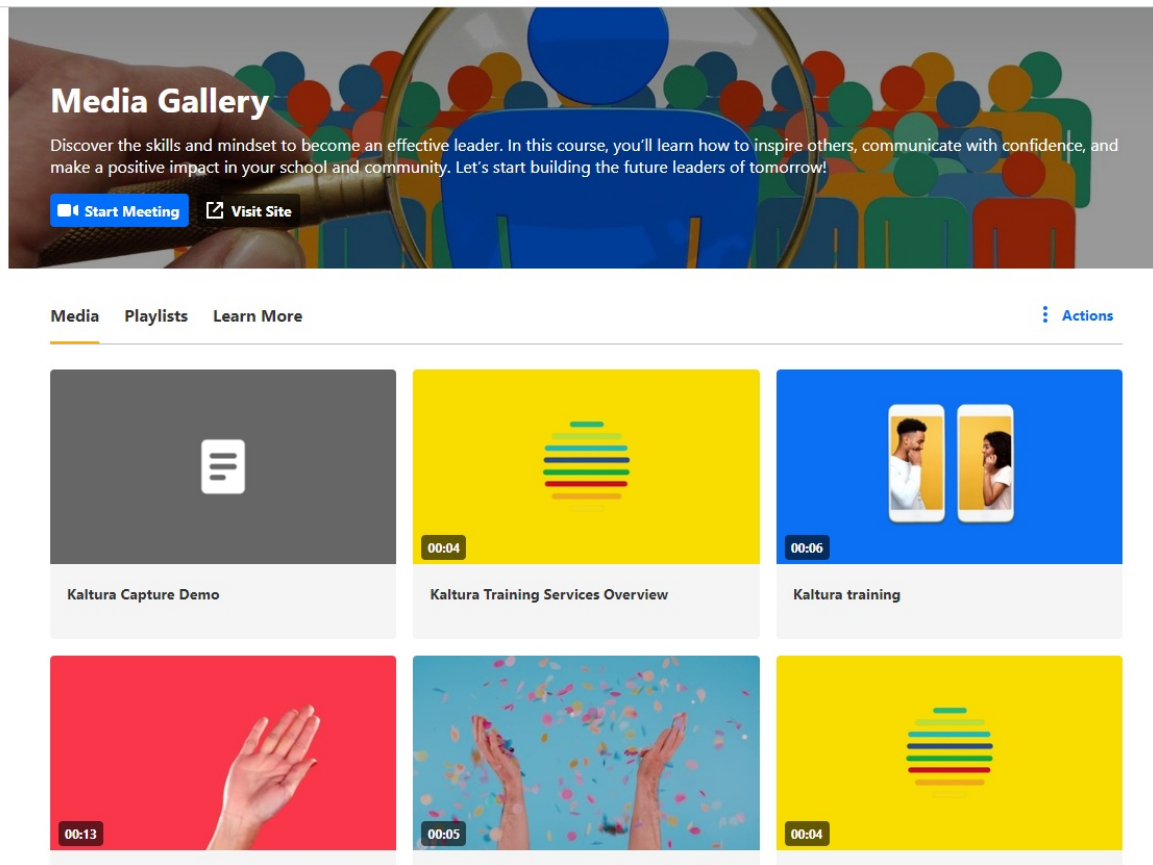 Media Gallery
Discover the skills and mindset to become an effective leader. In this course, you’ll learn how to inspire others, communicate with confidence, and
make a positive impact in your school and community. Let’s start building the future leaders of tomorrow!
Start Meeting Visit Site
Media Playlists Learn More Actions
00:04 00:06
Kaltura Capture Demo Kaltura Training Services Overview Kaltura training
00:13 00:05 00:04